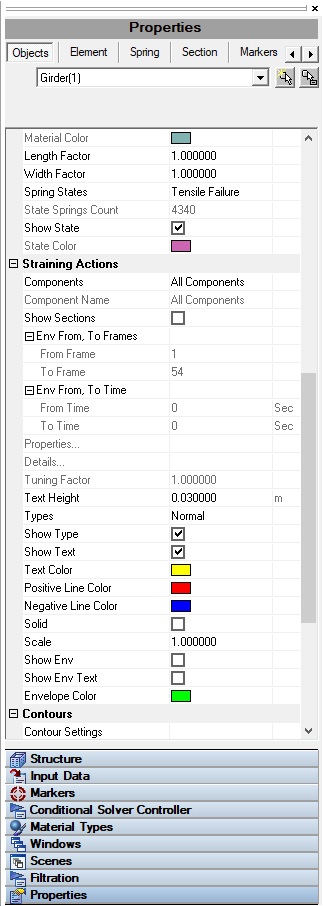 Properties
Objects Element Spring Section Markers
Girder(1)
Material Color
Length Factor 1.000000
Width Factor 1.000000
Spring States Tensile Failure
State Springs Count 4340
Show State
State Color
Straining Actions
Components All Components
Component Name All Components
Show Sections
Env From, To Frames
From Frame 1
To Frame 54
Env From, To Time
From Time 0 Sec
To Time 0 Sec
Properties...
Details...
Tuning Factor 1.000000
Text Height 0.030000 m
Types Normal
Show Type
Show Text
Text Color
Positive Line Color
Negative Line Color
Solid
Scale 1.000000
Show Env
Show Env Text
Envelope Color
Contours
Contour Settings
Structure
Input Data
Markers
Conditional Solver Controller
Material Types
Windows
Scenes
Filtration
Properties